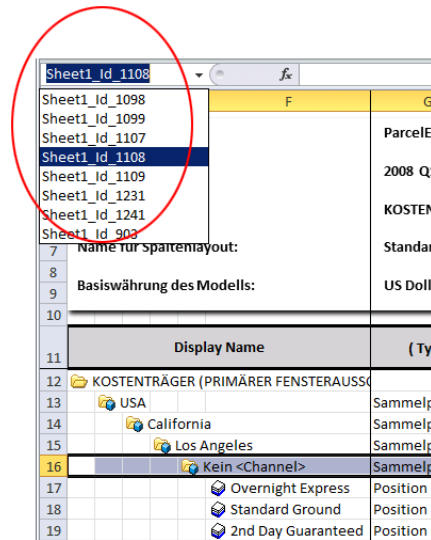 Sheet1_Id_1108
fx
Sheet1_Id_1098
Sheet1_Id_1099
Sheet1_Id_1107
Sheet1_Id_1108
Sheet1_Id_1109
Sheet1_Id_1231
Sheet1_Id_1241
Sheet1_Id_903
F G
ParcelE
2008 Q
KOSTEN
7 Name für Spaltenlayout: Standar
8
9 Basiswährung des Modells: US Doll
10
11 Display Name ( Ty
12 KOSTENTRÄGER (PRIMÄRER FENSTERAUSSC
13 USA Sammelp
14 California Sammelp
15 Los Angeles Sammelp
16 Kein <Channel> Sammelp
17 Overnight Express Position
18 Standard Ground Position
19 2nd Day Guaranteed Position